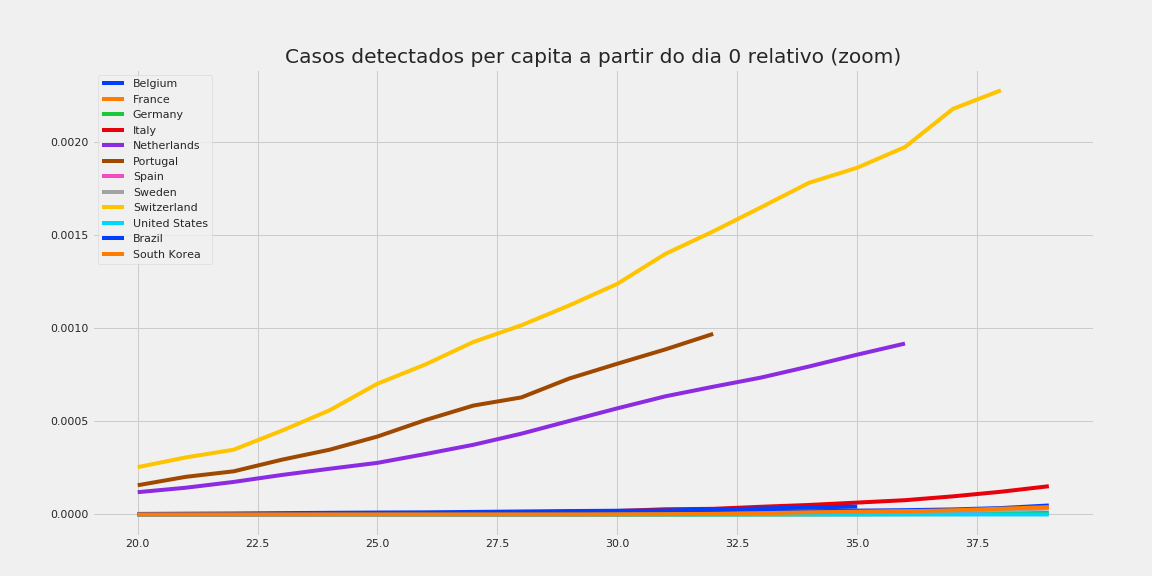 Casos detectados per capita a partir do dia 0 relativo (zoom)
Belgium
France
Germany
Italy
Netherlands
Portugal
Spain
Sweden
Switzerland
United States
Brazil
South Korea
0.0020
0.0015
0.0010
0.0005
0.0000
20.0 22.5 25.0 27.5 30.0 32.5 35.0 37.5